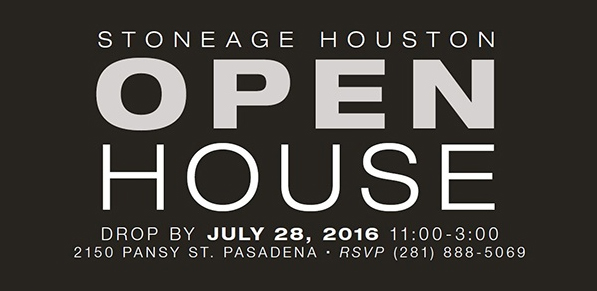 STONEAGE HOUSTON
OPEN
HOUSE
DROP BY JULY 28, 2016 11:00-3:00
2150 PANSY ST. PASADENA • RSVP (281) 888-5069